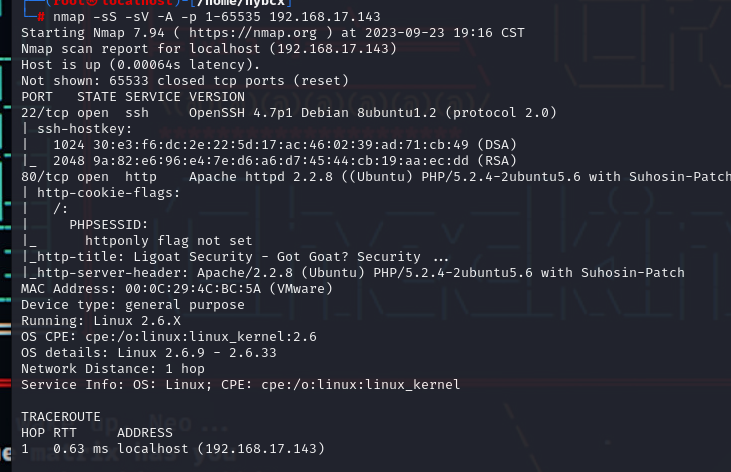 (root@localhost)-[/home/hybcx]
# nmap -sS -sV -A -p 1-65535 192.168.17.143
Starting Nmap 7.94 ( https://nmap.org ) at 2023-09-23 19:16 CST
Nmap scan report for localhost (192.168.17.143)
Host is up (0.00064s latency).
Not shown: 65533 closed tcp ports (reset)
PORT   STATE SERVICE VERSION
22/tcp open  ssh     OpenSSH 4.7p1 Debian 8ubuntu1.2 (protocol 2.0)
| ssh-hostkey:
|   1024 30:e3:f6:dc:2e:22:5d:17:ac:46:02:39:ad:71:cb:49 (DSA)
|_  2048 9a:82:e6:96:e4:7e:d6:a6:d7:45:44:cb:19:aa:ec:dd (RSA)
80/tcp open  http    Apache httpd 2.2.8 ((Ubuntu) PHP/5.2.4-2ubuntu5.6 with Suhosin-Patch
| http-cookie-flags:
|   /:
|     PHPSESSID:
|_      httponly flag not set
|_http-title: Ligoat Security - Got Goat? Security ...
|_http-server-header: Apache/2.2.8 (Ubuntu) PHP/5.2.4-2ubuntu5.6 with Suhosin-Patch
MAC Address: 00:0C:29:4C:BC:5A (VMware)
Device type: general purpose
Running: Linux 2.6.X
OS CPE: cpe:/o:linux:linux_kernel:2.6
OS details: Linux 2.6.9 - 2.6.33
Network Distance: 1 hop
Service Info: OS: Linux; CPE: cpe:/o:linux:linux_kernel
TRACEROUTE
HOP RTT     ADDRESS
1   0.63 ms localhost (192.168.17.143)